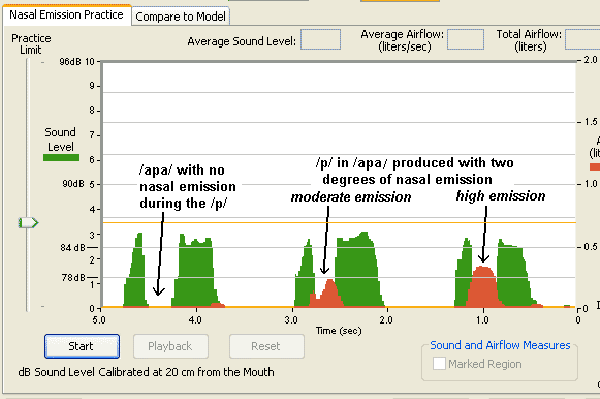 Nasal Emission Practice
Compare to Model
Practice
Limit
Average Sound Level:
Average Airflow:
(liters/sec)
Total Airflow:
(liters)
96dB
10
9
8
7
6
90dB
5
4
3
84 dB
2
78dB
1
0
2.0
1.5
1.0
0.5
0
Sound
Level
A
(lit
/apa/ with no
nasal emission
during the /p/
/p/ in /apa/ produced with two
degrees of nasal emission
moderate emission
high emission
5.0
4.0
3.0
2.0
1.0
0
Time (sec)
Start
Playback
Reset
Sound and Airflow Measures
Marked Region
dB Sound Level Calibrated at 20 cm from the Mouth